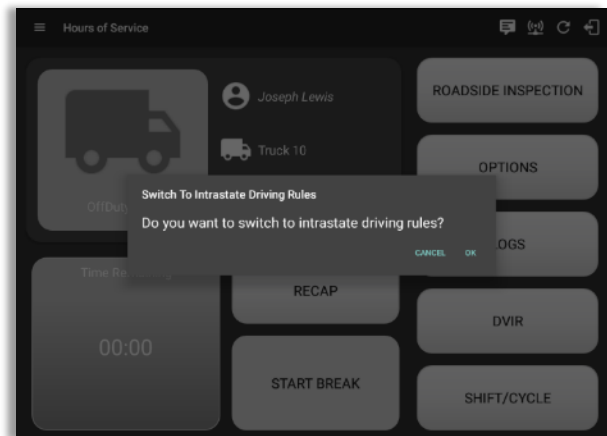 Hours of Service
Joseph Lewis
ROADSIDE INSPECTION
Truck 10
OPTIONS
Switch To Intrastate Driving Rules
Do you want to switch to intrastate driving rules?
CANCEL OK
RECAP
DVIR
00:00
START BREAK
SHIFT/CYCLE